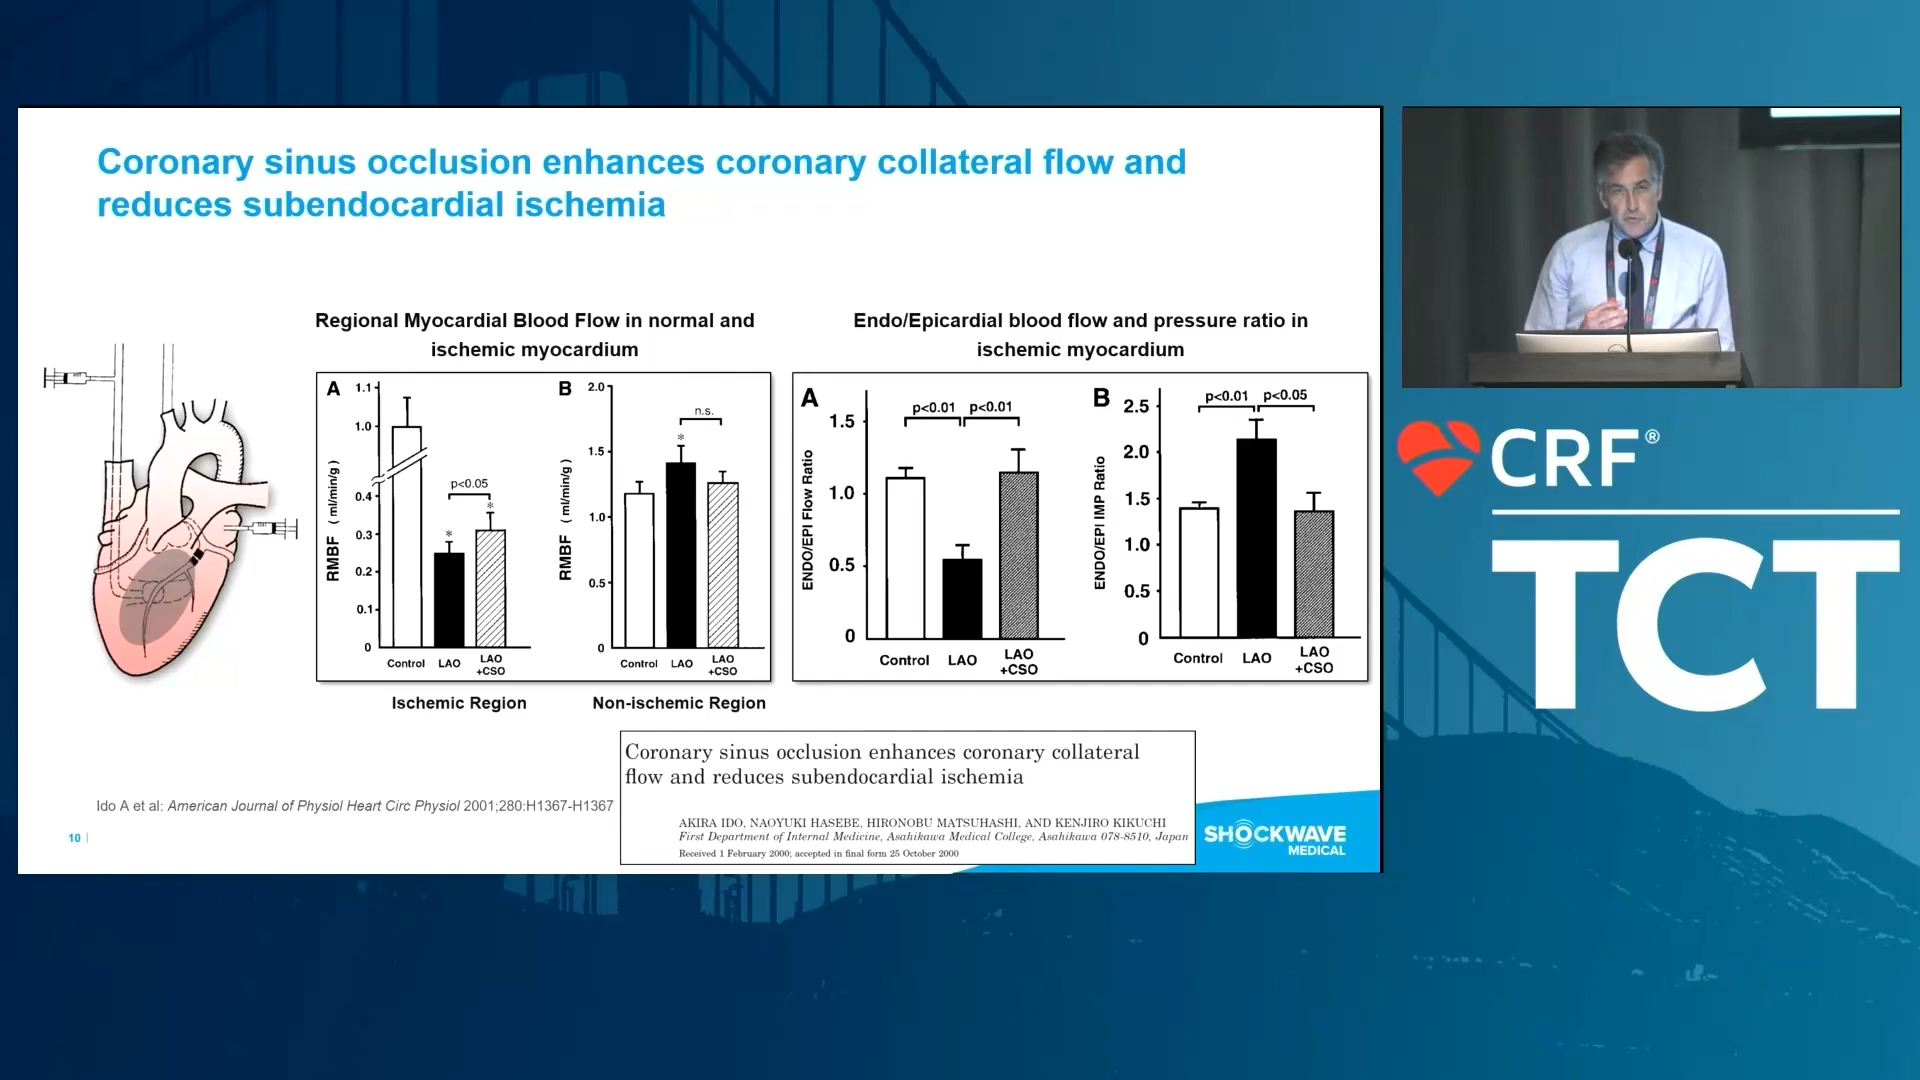 Coronary sinus occlusion enhances coronary collateral flow and
reduces subendocardial ischemia
Regional Myocardial Blood Flow in normal and
ischemic myocardium
A
1.1
1.0
0.4
0.3
0.2
0.1
0
RMBF ( ml/min/g )
p<0.05
*
*
Control
LAO
LAO
+CSO
Ischemic Region
B
2.0
1.5
1.0
0.5
0
RMBF ( ml/min/g )
n.s.
*
Control
LAO
LAO
+CSO
Non-ischemic Region
Endo/Epicardial blood flow and pressure ratio in
ischemic myocardium
A
1.5
1.0
0.5
0
ENDO/EPI Flow Ratio
p<0.01
p<0.01
Control
LAO
LAO
+CSO
B
2.5
2.0
1.5
1.0
0.5
0
ENDO/EPI IMP Ratio
p<0.01
p<0.05
Control
LAO
LAO
+CSO
Coronary sinus occlusion enhances coronary collateral
flow and reduces subendocardial ischemia
AKIRA IDO, NAOYUKI HASEBE, HIRONOBU MATSUHASHI, AND KENJIRO KIKUCHI
First Department of Internal Medicine, Asahikawa Medical College, Asahikawa 078-8510, Japan
Received 1 February 2000; accepted in final form 25 October 2000
Ido A et al: American Journal of Physiol Heart Circ Physiol 2001;280:H1367-H1367
10 |
SHOCKWAVE
MEDICAL
CRF®
TCT